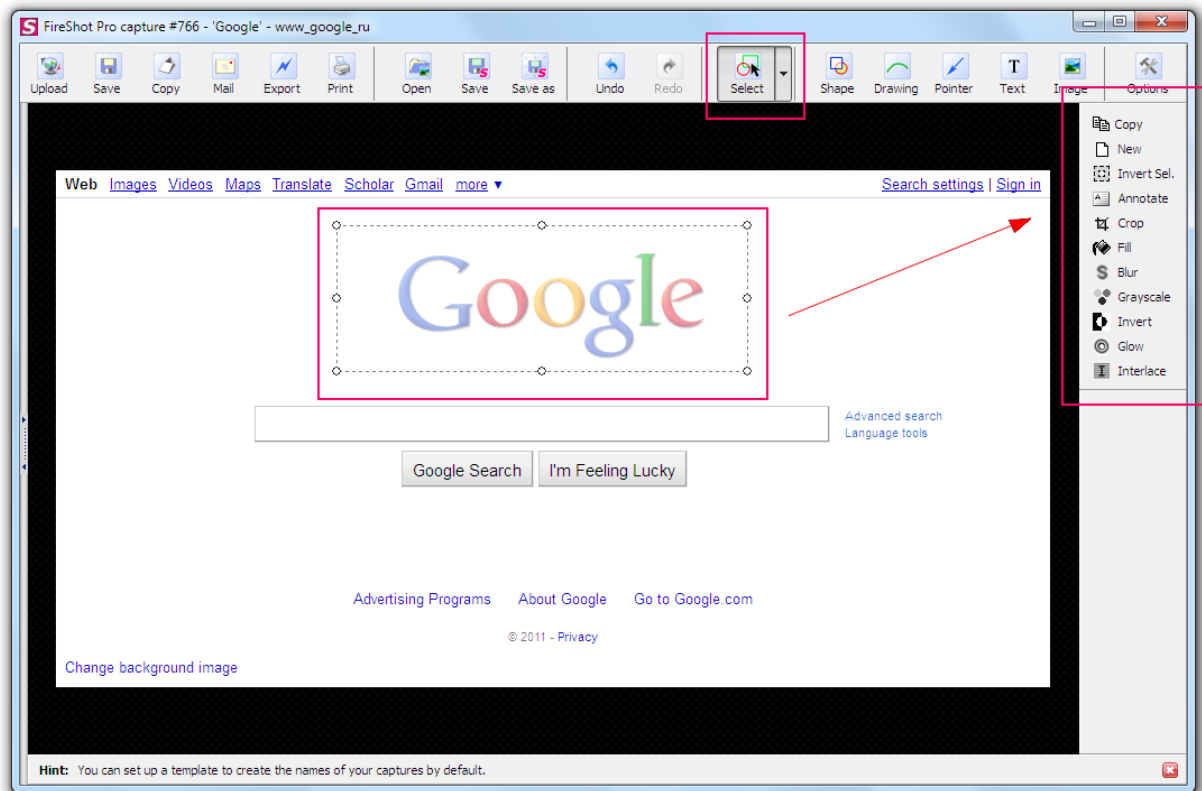 FireShot Pro capture #766 - 'Google' - www_google_ru
Upload Save Copy Mail Export Print Open Save Save as Undo Redo Select Shape Drawing Pointer Text Image Options
Copy
New
Invert Sel.
Annotate
Crop
Fill
Blur
Grayscale
Invert
Glow
Interlace
Web Images Videos Maps Translate Scholar Gmail more ▼ Search settings | Sign in
Google
Advanced search
Language tools
Google Search I'm Feeling Lucky
Advertising Programs About Google Go to Google.com
© 2011 - Privacy
Change background image
Hint: You can set up a template to create the names of your captures by default.